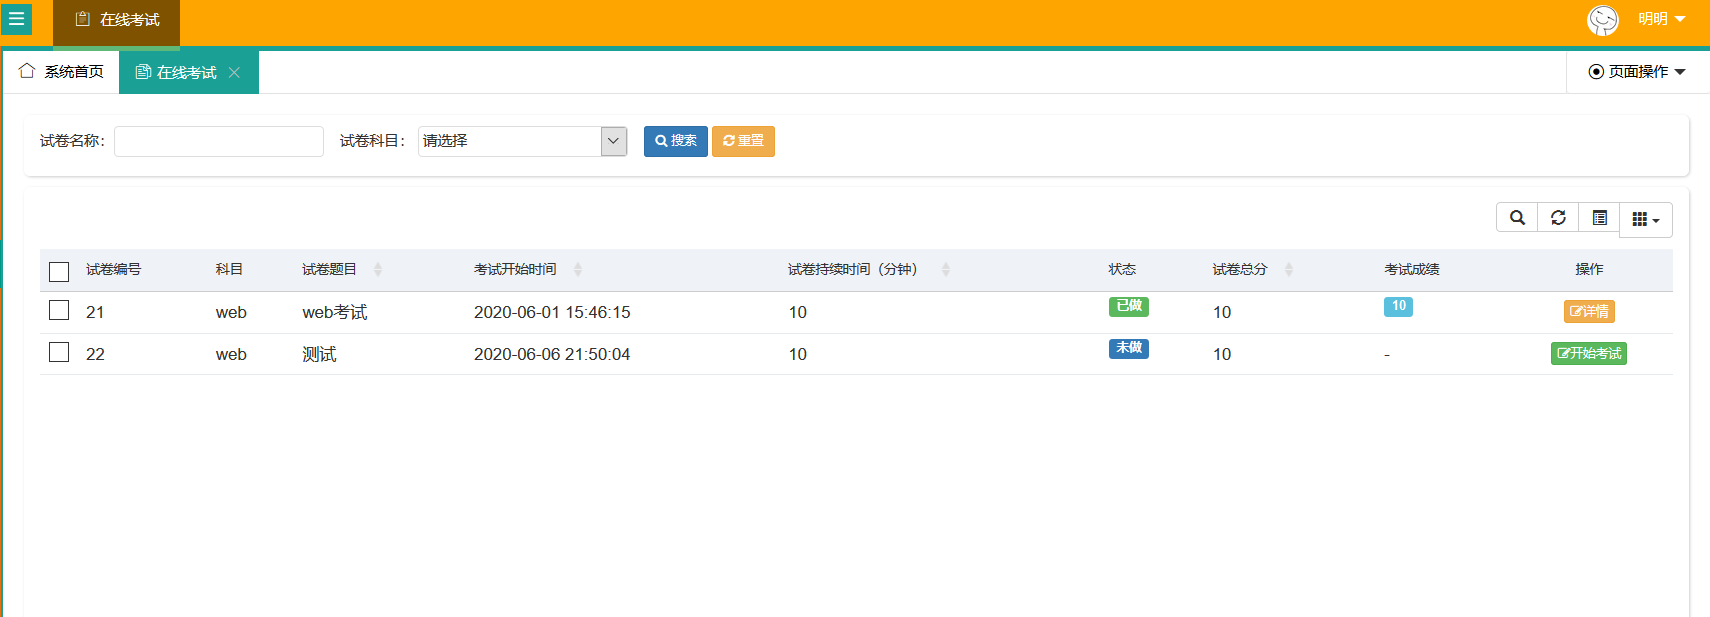 在线考试 明明
系统首页 在线考试 页面操作
试卷名称： 试卷科目： 请选择 搜索 重置
试卷编号 科目 试卷题目 考试开始时间 试卷持续时间（分钟） 状态 试卷总分 考试成绩 操作
21 web web考试 2020-06-01 15:46:15 10 已做 10 10 详情
22 web 测试 2020-06-06 21:50:04 10 未做 10 - 开始考试